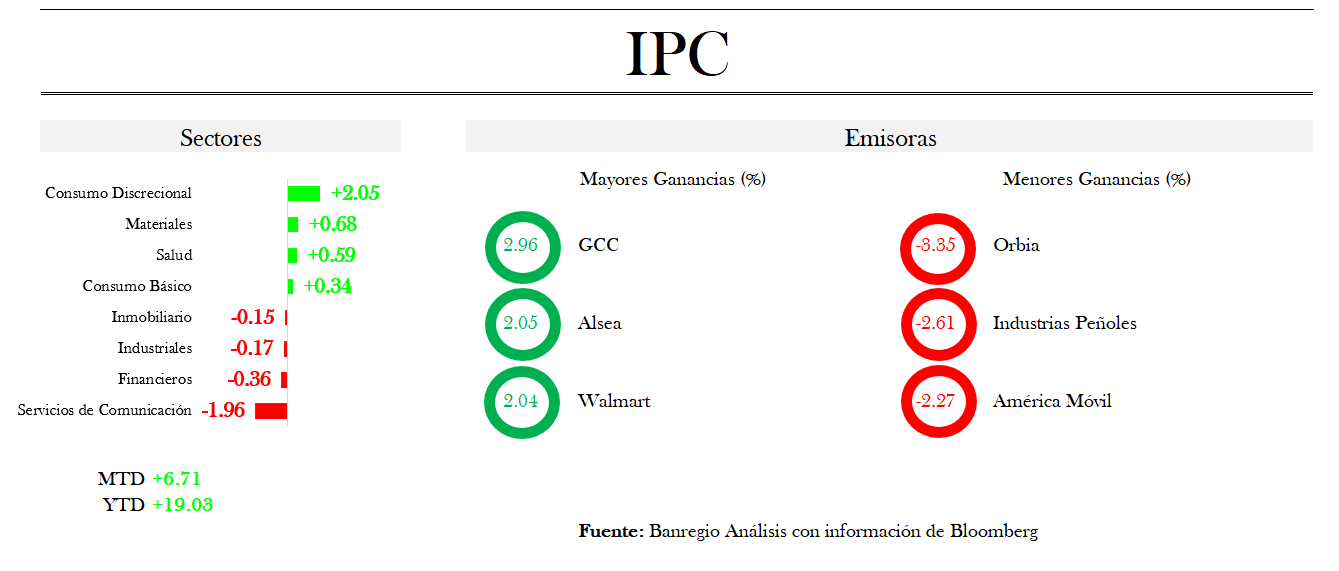 IPC
Sectores
Consumo Discrecional +2.05
Materiales +0.68
Salud +0.59
Consumo Básico +0.34
Inmobiliario -0.15
Industriales -0.17
Financieros -0.36
Servicios de Comunicación -1.96
MTD +6.71
YTD +19.03
Emisoras
Mayores Ganancias (%)
2.96 GCC
2.05 Alsea
2.04 Walmart
Menores Ganancias (%)
-3.35 Orbia
-2.61 Industrias Peñoles
-2.27 América Móvil
Fuente: Banregio Análisis con información de Bloomberg